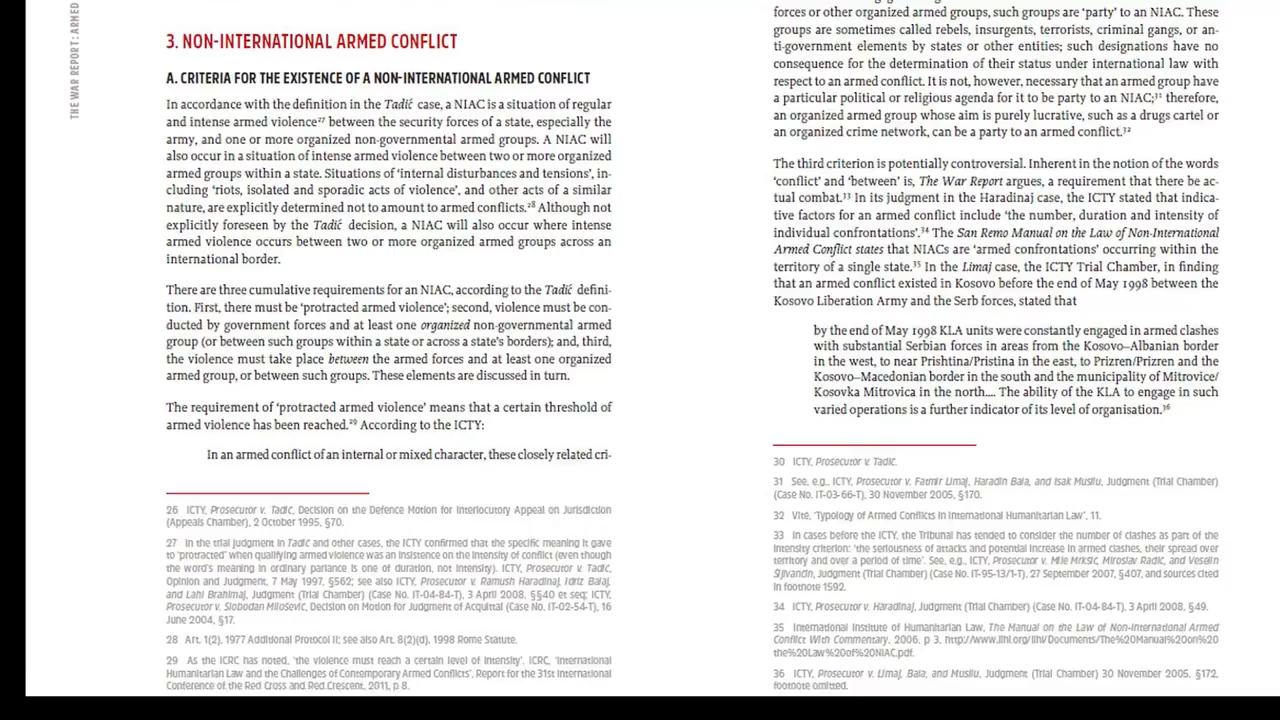 THE WAR REPORT: ARMED
3. NON-INTERNATIONAL ARMED CONFLICT
A. CRITERIA FOR THE EXISTENCE OF A NON-INTERNATIONAL ARMED CONFLICT
In accordance with the definition in the Tadić case, a NIAC is a situation of regular
and intense armed violence²⁷ between the security forces of a state, especially the
army, and one or more organized non-governmental armed groups. A NIAC will
also occur in a situation of intense armed violence between two or more organized
armed groups within a state. Situations of ‘internal disturbances and tensions’, in-
cluding ‘riots, isolated and sporadic acts of violence’, and other acts of a similar
nature, are explicitly determined not to amount to armed conflicts.²⁸ Although not
explicitly foreseen by the Tadić decision, a NIAC will also occur where intense
armed violence occurs between two or more organized armed groups across an
international border.
There are three cumulative requirements for an NIAC, according to the Tadić defini-
tion. First, there must be ‘protracted armed violence’; second, violence must be con-
ducted by government forces and at least one organized non-governmental armed
group (or between such groups within a state or across a state’s borders); and, third,
the violence must take place between the armed forces and at least one organized
armed group, or between such groups. These elements are discussed in turn.
The requirement of ‘protracted armed violence’ means that a certain threshold of
armed violence has been reached.²⁹ According to the ICTY:
In an armed conflict of an internal or mixed character, these closely related cri-
26 ICTY, Prosecutor v. Tadic, Decision on the Defence Motion for Interlocutory Appeal on Jurisdiction
(Appeals Chamber), 2 October 1995, §70.
27 In the trial judgment in Tadić and other cases, the ICTY confirmed that the specific meaning it gave
to ‘protracted’ when qualifying armed violence was an insistence on the intensity of conflict (even though
the word’s meaning in ordinary parlance is one of duration, not intensity). ICTY, Prosecutor v. Tadic,
Opinion and Judgment, 7 May 1997, §562; see also ICTY, Prosecutor v. Ramush Haradinaj, Idriz Balaj,
and Lahi Brahimaj, Judgment (Trial Chamber) (Case No. IT-04-84-T), 3 April 2008, §§40 et seq; ICTY,
Prosecutor v. Slobodan Milošević, Decision on Motion for Judgment of Acquittal (Case No. IT-02-54-T), 16
June 2004, §17.
28 Art. 1(2), 1977 Additional Protocol II; see also Art. 8(2)(d), 1998 Rome Statute.
29 As the ICRC has noted, ‘the violence must reach a certain level of intensity’. ICRC, ‘International
Humanitarian Law and the Challenges of Contemporary Armed Conflicts’, Report for the 31st International
Conference of the Red Cross and Red Crescent, 2011, p 8.
forces or other organized armed groups, such groups are ‘party’ to an NIAC. These
groups are sometimes called rebels, insurgents, terrorists, criminal gangs, or an-
ti-government elements by states or other entities; such designations have no
consequence for the determination of their status under international law with
respect to an armed conflict. It is not, however, necessary that an armed group have
a particular political or religious agenda for it to be party to an NIAC;³¹ therefore,
an organized armed group whose aim is purely lucrative, such as a drugs cartel or
an organized crime network, can be a party to an armed conflict.³²
The third criterion is potentially controversial. Inherent in the notion of the words
‘conflict’ and ‘between’ is, The War Report argues, a requirement that there be ac-
tual combat.³³ In its judgment in the Haradinaj case, the ICTY stated that indica-
tive factors for an armed conflict include ‘the number, duration and intensity of
individual confrontations’.³⁴ The San Remo Manual on the Law of Non-International
Armed Conflict states that NIACs are ‘armed confrontations’ occurring within the
territory of a single state.³⁵ In the Limaj case, the ICTY Trial Chamber, in finding
that an armed conflict existed in Kosovo before the end of May 1998 between the
Kosovo Liberation Army and the Serb forces, stated that
by the end of May 1998 KLA units were constantly engaged in armed clashes
with substantial Serbian forces in areas from the Kosovo–Albanian border
in the west, to near Prishtina/Pristina in the east, to Prizren/Prizren and the
Kosovo–Macedonian border in the south and the municipality of Mitrovice/
Kosovka Mitrovica in the north.... The ability of the KLA to engage in such
varied operations is a further indicator of its level of organisation.³⁶
30 ICTY, Prosecutor v. Tadic.
31 See, e.g., ICTY, Prosecutor v. Fatmir Limaj, Haradin Bala, and Isak Musliu, Judgment (Trial Chamber)
(Case No. IT-03-66-T), 30 November 2005, §170.
32 Vité, ‘Typology of Armed Conflicts in International Humanitarian Law’, 11.
33 In cases before the ICTY, the Tribunal has tended to consider the number of clashes as part of the
intensity criterion: ‘the seriousness of attacks and potential increase in armed clashes, their spread over
territory and over a period of time’. See, e.g., ICTY, Prosecutor v. Mile Mrksic, Miroslav Radic, and Veselin
Šljivančin, Judgment (Trial Chamber) (Case No. IT-95-13/1-T), 27 September 2007, §407, and sources cited
in footnote 1592.
34 ICTY, Prosecutor v. Haradinaj, Judgment (Trial Chamber) (Case No. IT-04-84-T), 3 April 2008, §49.
35 International Institute of Humanitarian Law, The Manual on the Law of Non-International Armed
Conflict With Commentary, 2006, p 3, http://www.iihl.org/iihl/Documents/The%20Manual%20on%20
the%20Law%20of%20NIAC.pdf.
36 ICTY, Prosecutor v. Limaj, Bala, and Musliu, Judgment (Trial Chamber) 30 November 2005, §172,
footnote omitted.